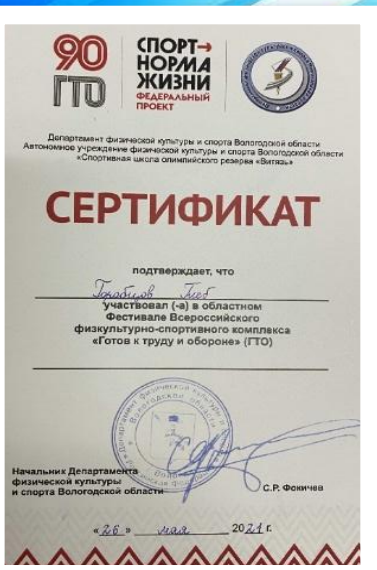 90 ГТО
СПОРТ→
НОРМА
ЖИЗНИ
ФЕДЕРАЛЬНЫЙ
ПРОЕКТ
Департамент физической культуры и спорта Вологодской области
Автономное учреждение физической культуры и спорта Вологодской области
«Спортивная школа олимпийского резерва «Витязь»
СЕРТИФИКАТ
подтверждает, что
Глеб
участвовал (-а) в областном
Фестивале Всероссийского
физкультурно-спортивного комплекса
«Готов к труду и обороне» (ГТО)
Начальник Департамента
физической культуры
и спорта Вологодской области
С.Р. Фокичев
«26» мая 2021 г.